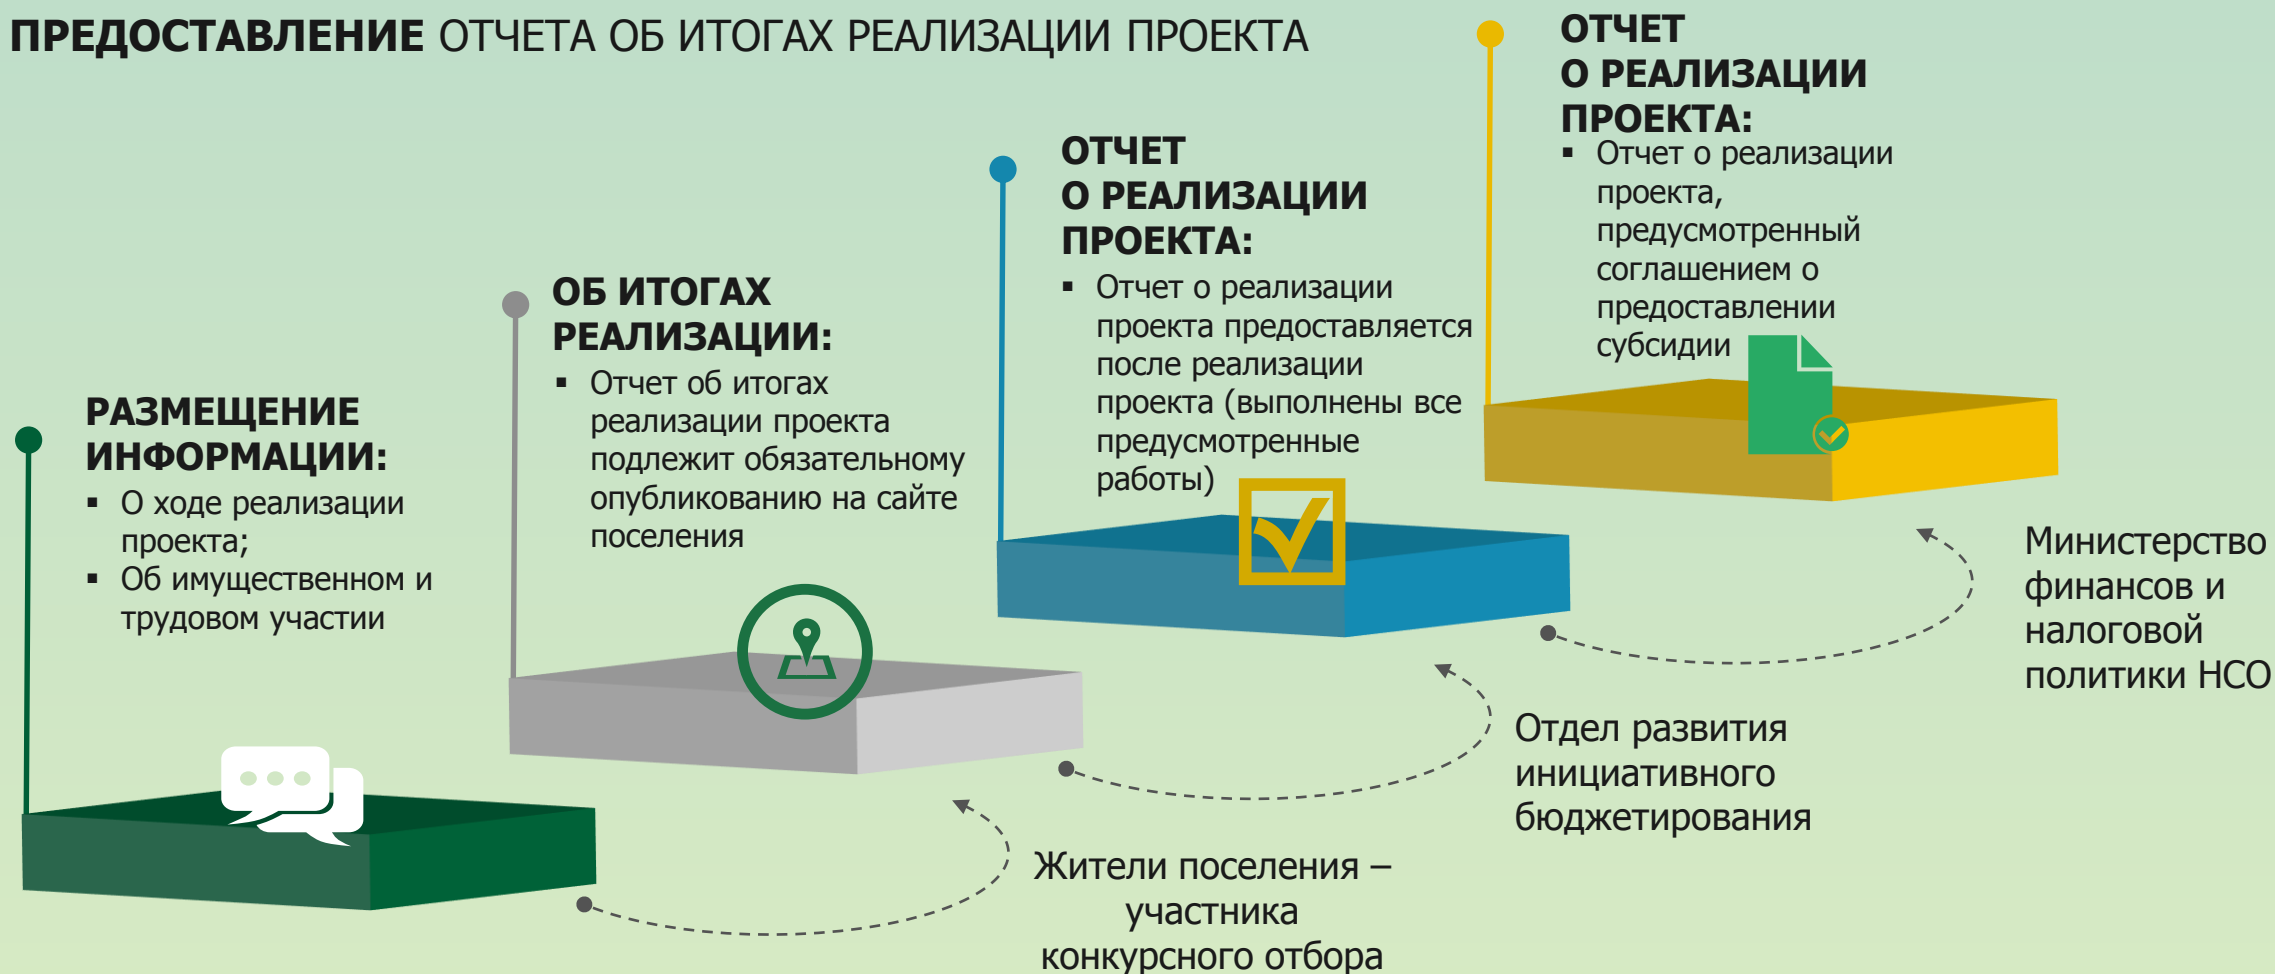 ПРЕДОСТАВЛЕНИЕ ОТЧЕТА ОБ ИТОГАХ РЕАЛИЗАЦИИ ПРОЕКТА
РАЗМЕЩЕНИЕ
ИНФОРМАЦИИ:
▪ О ходе реализации
проекта;
▪ Об имущественном и
трудовом участии
ОБ ИТОГАХ
РЕАЛИЗАЦИИ:
▪ Отчет об итогах
реализации проекта
подлежит обязательному
опубликованию на сайте
поселения
ОТЧЕТ
О РЕАЛИЗАЦИИ
ПРОЕКТА:
▪ Отчет о реализации
проекта предоставляется
после реализации
проекта (выполнены все
предусмотренные
работы)
ОТЧЕТ
О РЕАЛИЗАЦИИ
ПРОЕКТА:
▪ Отчет о реализации
проекта,
предусмотренный
соглашением о
предоставлении
субсидии
Жители поселения –
участника
конкурсного отбора
Отдел развития
инициативного
бюджетирования
Министерство
финансов и
налоговой
политики НСО